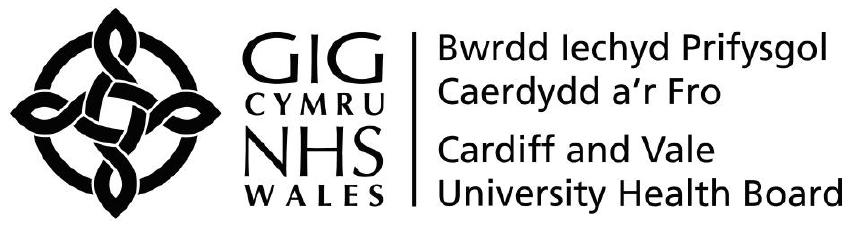 GIG
CYMRU
NHS
WALES
Bwrdd Iechyd Prifysgol
Caerdydd a'r Fro
Cardiff and Vale
University Health Board